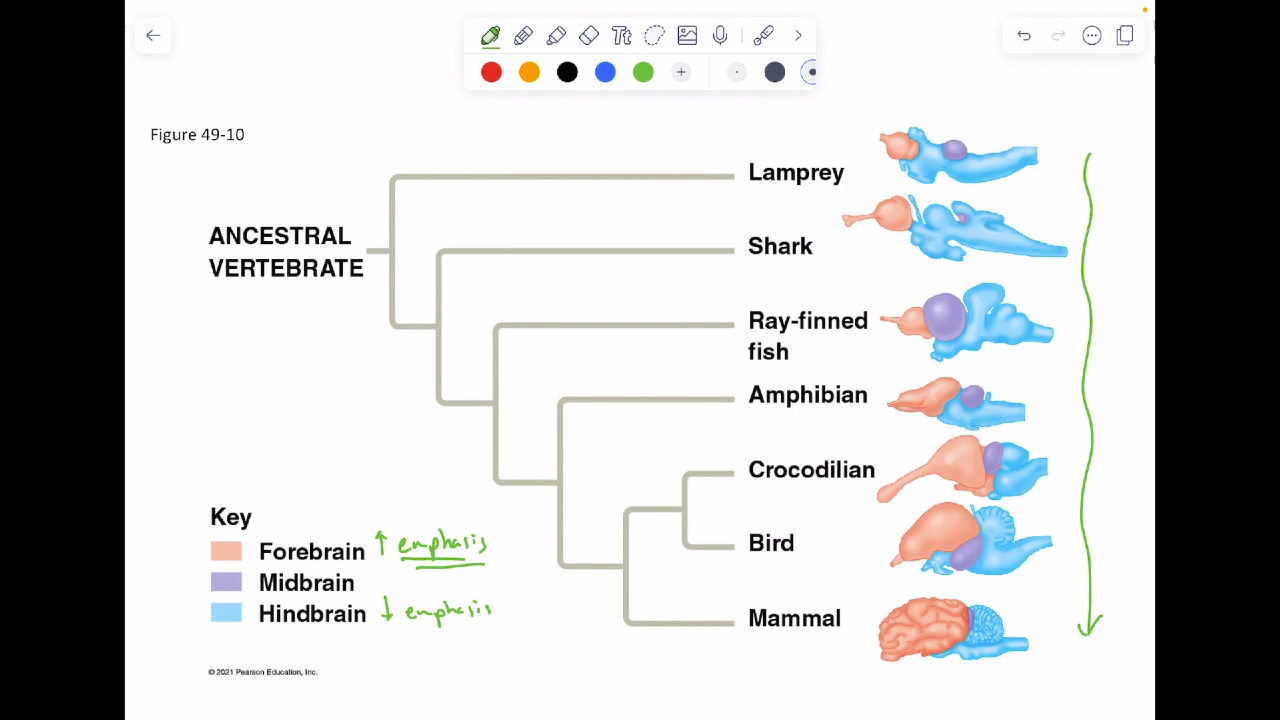 Tt
Figure 49-10
Lamprey
ANCESTRAL
VERTEBRATE
Shark
Ray-finned
fish
Amphibian
Crocodilian
Key
Forebrain ↑ emphasis
Bird
Midbrain
Hindbrain ↓ emphasis
Mammal
© 2021 Pearson Education, Inc.